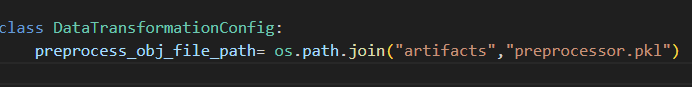 class DataTransformationConfig:
    preprocess_obj_file_path= os.path.join("artifacts","preprocessor.pkl")